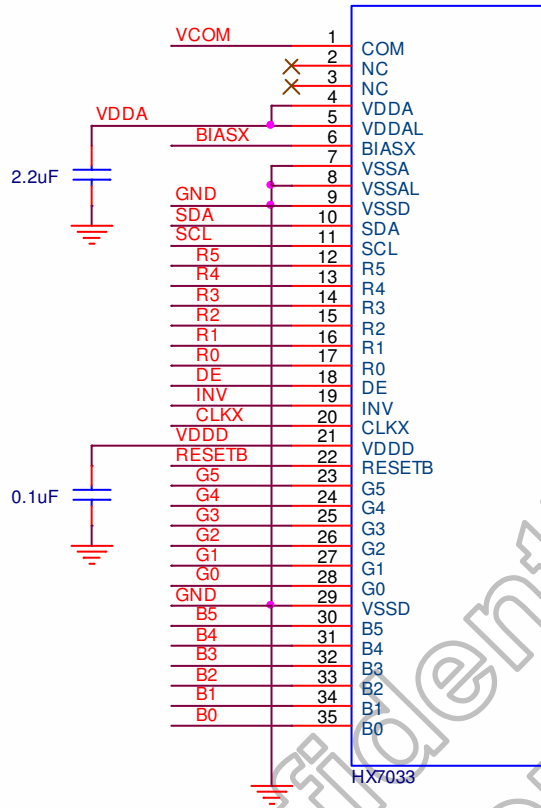 VCOM 1 COM
2 NC
3 NC
4 VDDA
VDDA 5 VDDAL
BIASX 6 BIASX
7 VSSA
2.2uF 8 VSSAL
GND 9 VSSD
SDA 10 SDA
SCL 11 SCL
R5 12 R5
R4 13 R4
R3 14 R3
R2 15 R2
R1 16 R1
R0 17 R0
DE 18 DE
INV 19 INV
CLKX 20 CLKX
VDDD 21 VDDD
RESETB 22 RESETB
0.1uF G5 23 G5
G4 24 G4
G3 25 G3
G2 26 G2
G1 27 G1
G0 28 G0
GND 29 VSSD
B5 30 B5
B4 31 B4
B3 32 B3
B2 33 B2
B1 34 B1
B0 35 B0
HX7033
fident